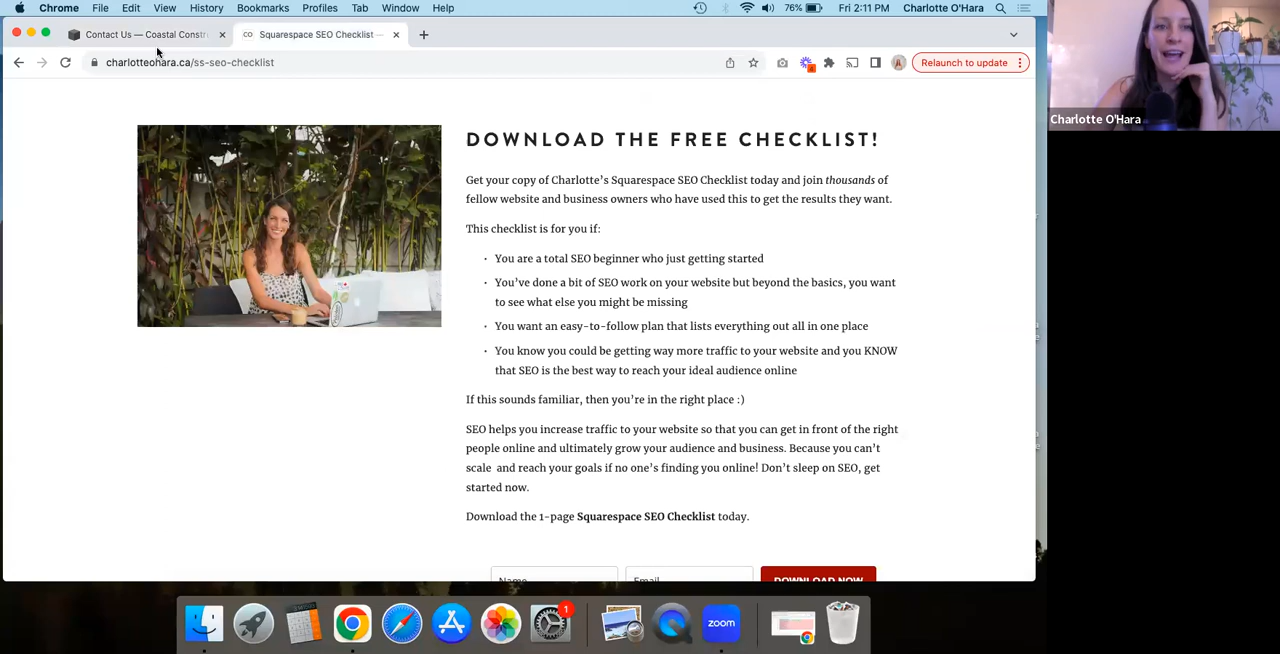 Chrome File Edit View History Bookmarks Profiles Tab Window Help 76% Fri 2:11 PM Charlotte O'Hara
Contact Us — Coastal Constr
CO Squarespace SEO Checklist —
charlotteohara.ca/ss-seo-checklist
Relaunch to update
Charlotte O'Hara
DOWNLOAD THE FREE CHECKLIST!
Get your copy of Charlotte's Squarespace SEO Checklist today and join thousands of
fellow website and business owners who have used this to get the results they want.
This checklist is for you if:
· You are a total SEO beginner who just getting started
· You've done a bit of SEO work on your website but beyond the basics, you want
to see what else you might be missing
· You want an easy-to-follow plan that lists everything out all in one place
· You know you could be getting way more traffic to your website and you KNOW
that SEO is the best way to reach your ideal audience online
If this sounds familiar, then you're in the right place :)
SEO helps you increase traffic to your website so that you can get in front of the right
people online and ultimately grow your audience and business. Because you can't
scale and reach your goals if no one's finding you online! Don't sleep on SEO, get
started now.
Download the 1-page Squarespace SEO Checklist today.
Name Email DOWNLOAD NOW
1
zoom